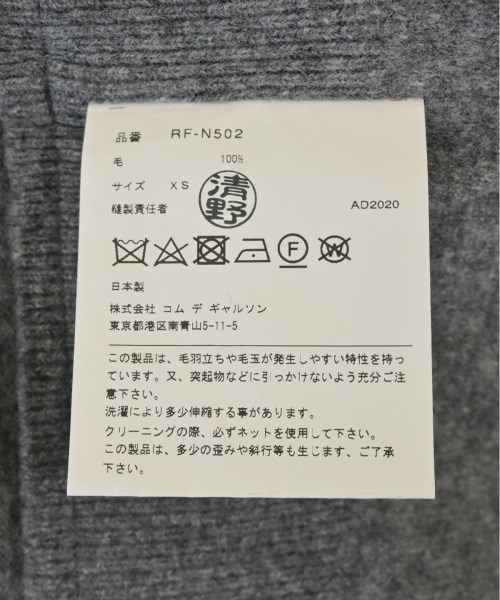 品番 RF-N502
毛 100%
サイズ XS
縫製責任者 清野 AD2020
F W
日本製
株式会社 コム デ ギャルソン
東京都港区南青山5-11-5
この製品は、毛羽立ちや毛玉が発生しやすい特性を持っ
ています。又、突起物などに引っかけないよう充分ご注
意下さい。
洗濯により多少伸縮する事があります。
クリーニングの際、必ずネットを使用して下さい。
この製品は、多少の歪みや斜行等も生じます、ご了承
下さい。